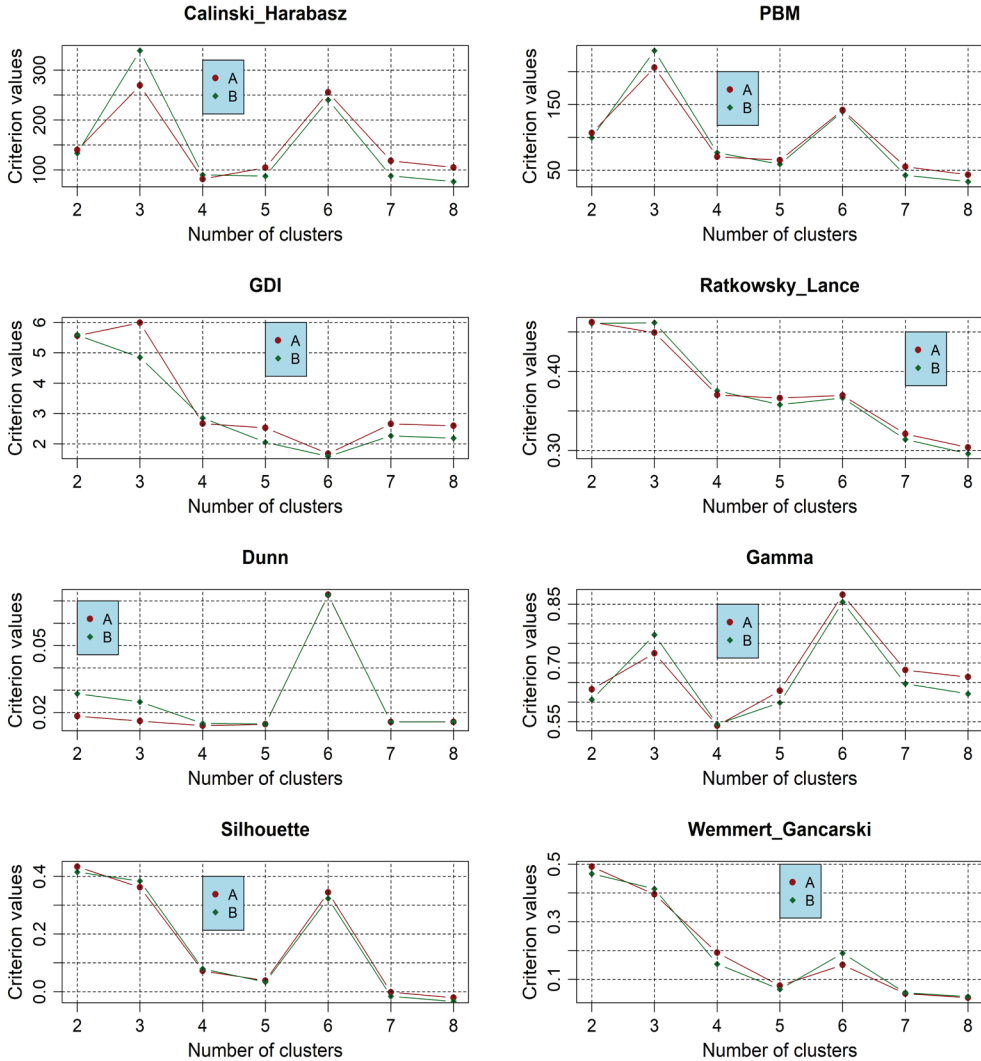 Calinski_Harabasz
Criterion values
100 200 300
A
B
2 3 4 5 6 7 8
Number of clusters
PBM
Criterion values
50 150
A
B
2 3 4 5 6 7 8
Number of clusters
GDI
Criterion values
2 3 4 5 6
A
B
2 3 4 5 6 7 8
Number of clusters
Ratkowsky_Lance
Criterion values
0.30 0.40
A
B
2 3 4 5 6 7 8
Number of clusters
Dunn
Criterion values
0.02 0.05
A
B
2 3 4 5 6 7 8
Number of clusters
Gamma
Criterion values
0.55 0.70 0.85
A
B
2 3 4 5 6 7 8
Number of clusters
Silhouette
Criterion values
0.0 0.2 0.4
A
B
2 3 4 5 6 7 8
Number of clusters
Wemmert_Gancarski
Criterion values
0.1 0.3 0.5
A
B
2 3 4 5 6 7 8
Number of clusters